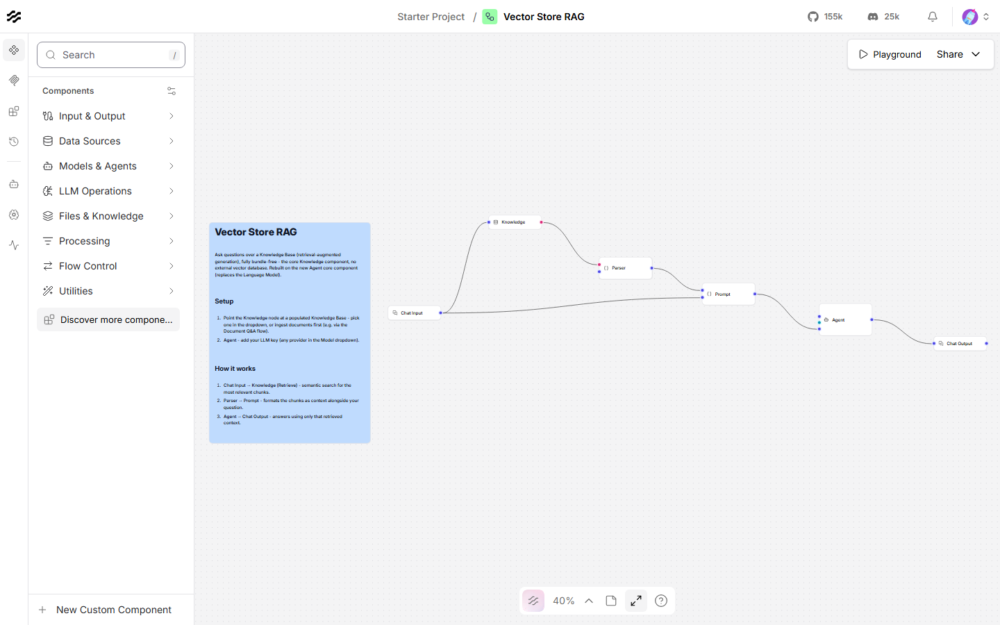 Starter Project / Vector Store RAG
155k
25k
Search /
Playground
Share
Components
Input & Output
Data Sources
Models & Agents
LLM Operations
Files & Knowledge
Processing
Flow Control
Utilities
Discover more compone...
New Custom Component
Vector Store RAG
Ask questions over a Knowledge Base (retrieval-augmented
generation), fully bundle-free - the core Knowledge component, no
external vector database. Rebuilt on the new Agent core component
(replaces the Language Model).
Setup
1. Point the Knowledge node at a populated Knowledge Base - pick
one in the dropdown, or ingest documents first (e.g. via the
Document Q&A flow).
2. Agent - add your LLM key (any provider in the Model dropdown).
How it works
1. Chat Input → Knowledge (Retrieve) - semantic search for the
most relevant chunks.
2. Parser → Prompt - formats the chunks as context alongside your
question.
3. Agent → Chat Output - answers using only that retrieved
context.
Chat Input
Knowledge
Parser
Prompt
Agent
Chat Output
40%